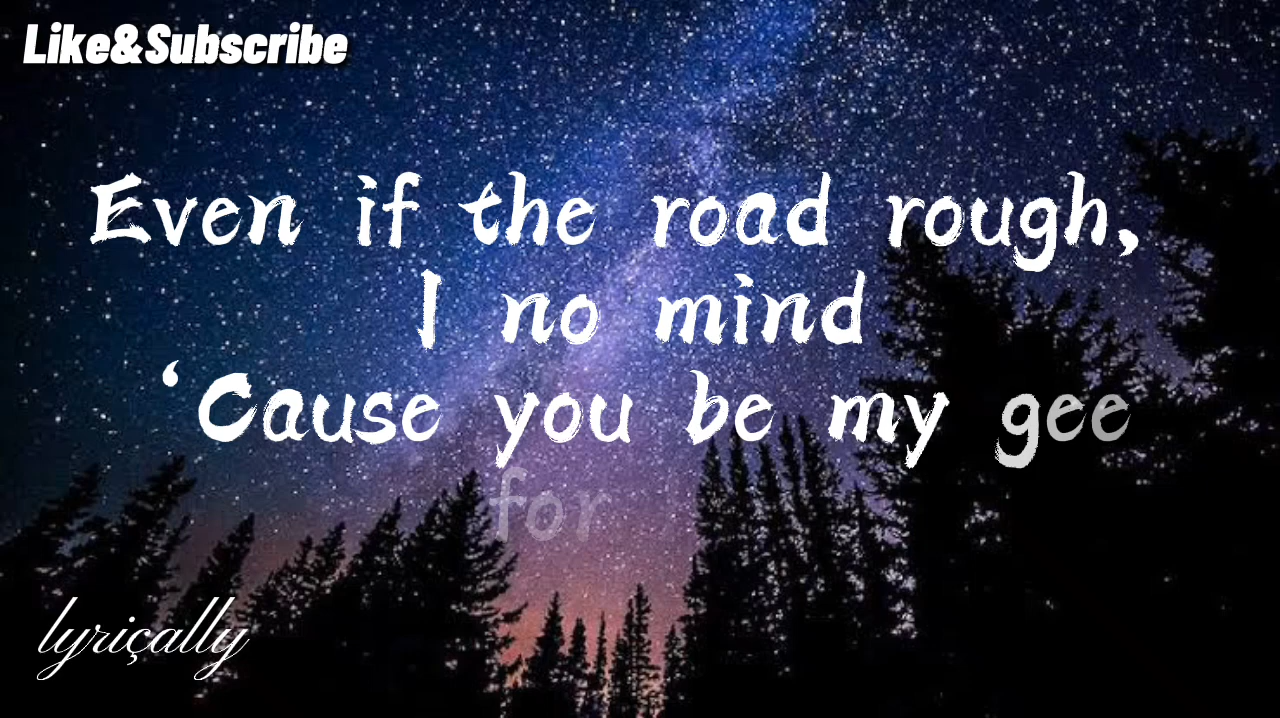 Like&Subscribe
Even if the road rough,
I no mind
‘Cause you be my gee
for
lyriçally